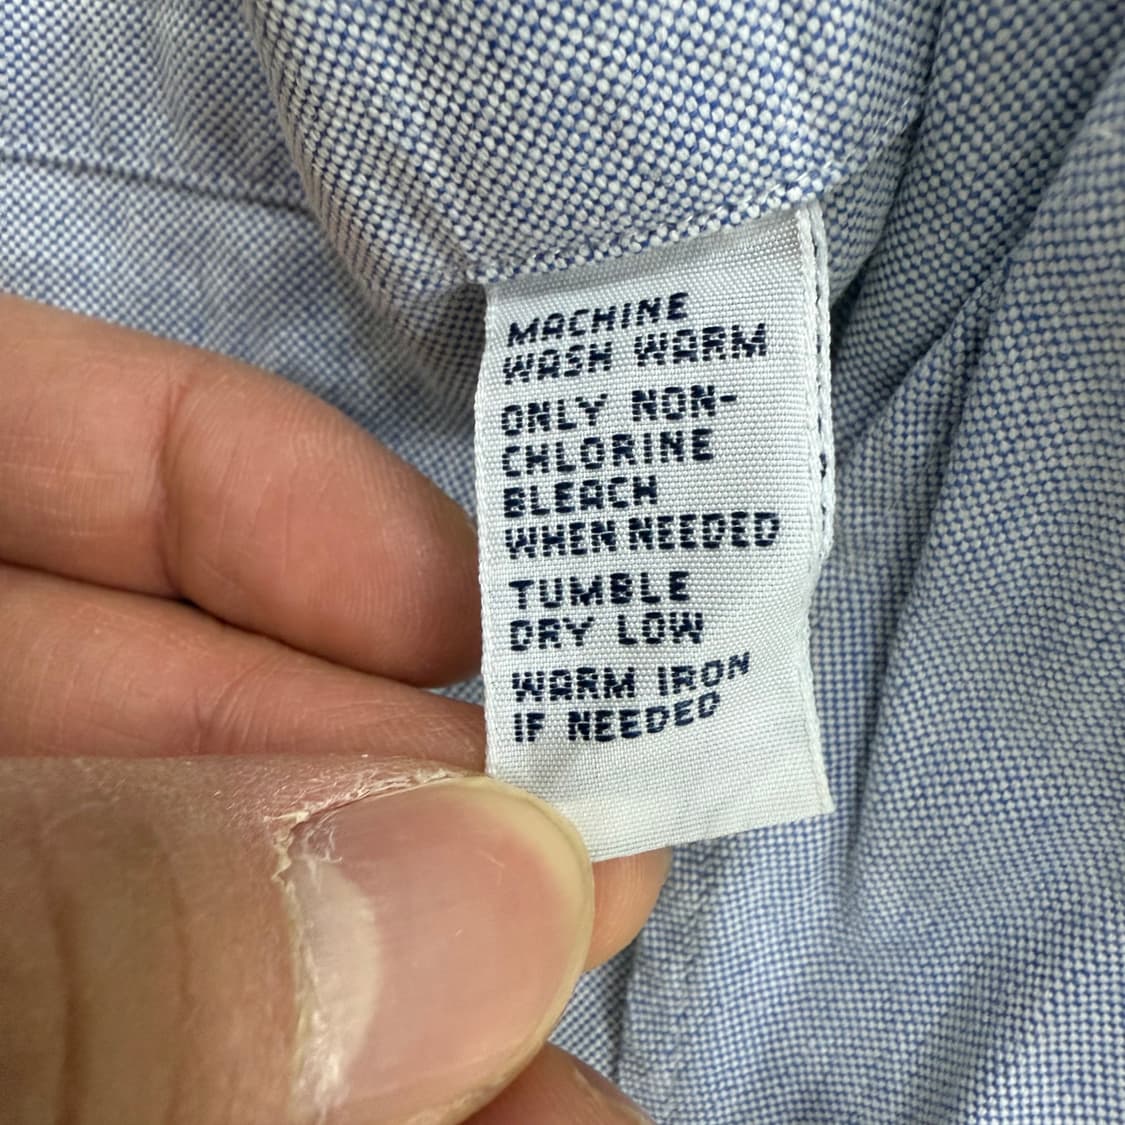 MACHINE
WASH WARM
ONLY NON-
CHLORINE
BLEACH
WHEN NEEDED
TUMBLE
DRY LOW
WARM IRON
IF NEEDED